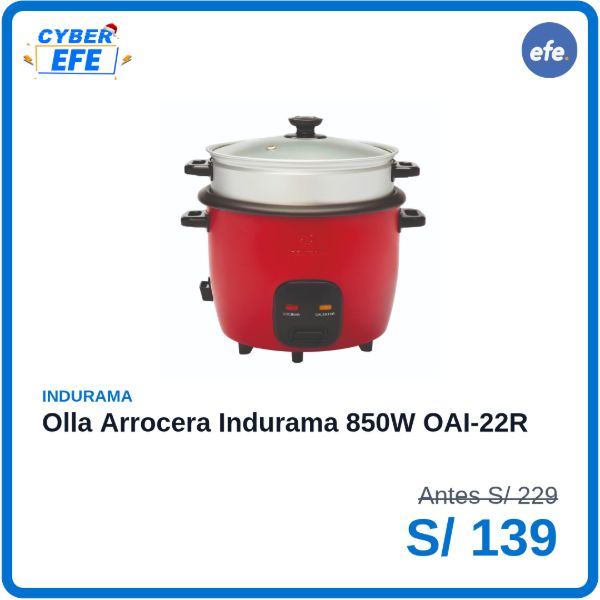 CYBER
EFE
efe.
INDURAMA
Olla Arrocera Indurama 850W OAI-22R
Antes S/ 229
S/ 139